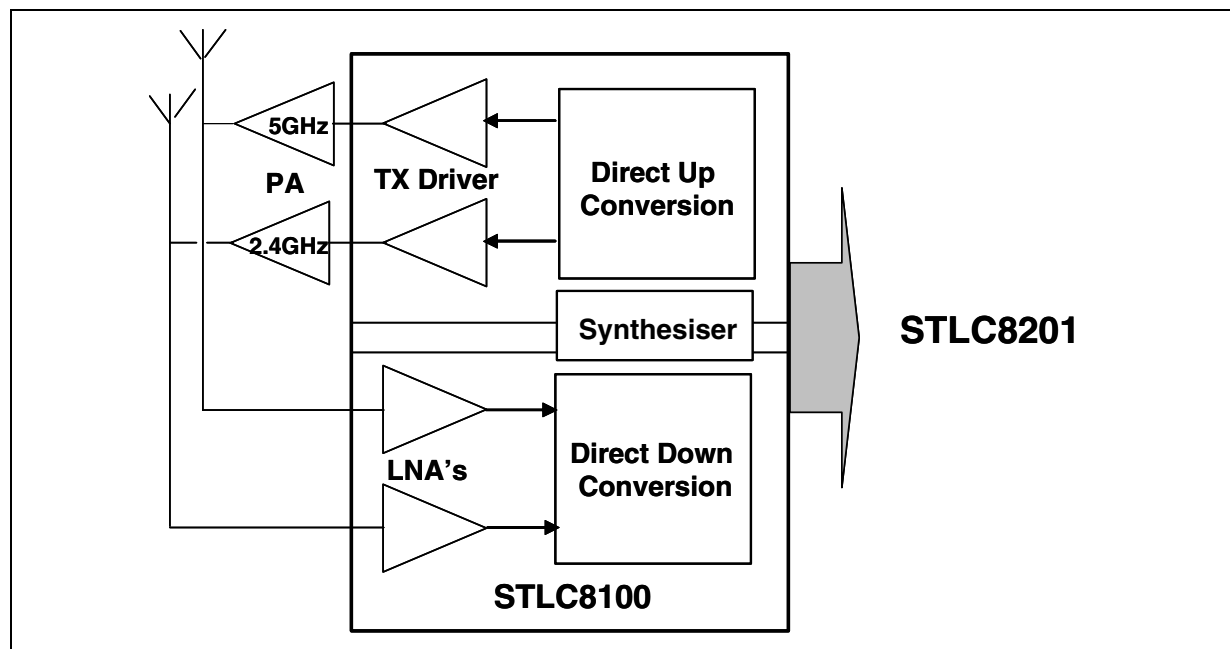 5GHz
PA
TX Driver
2.4GHz
Direct Up
Conversion
Synthesiser
STLC8201
LNA's
Direct Down
Conversion
STLC8100